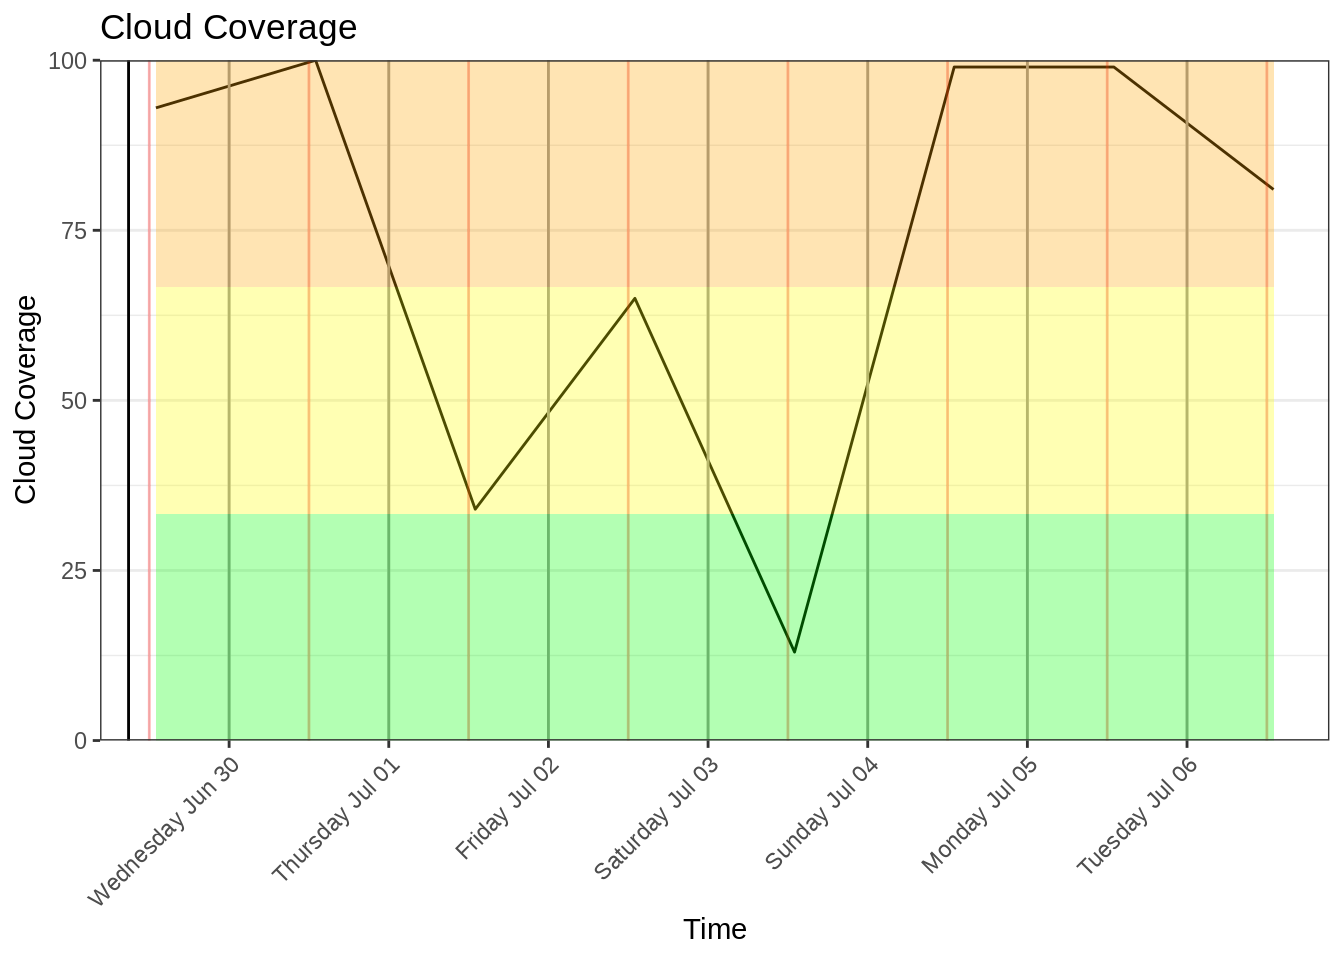 Cloud Coverage
100
75
50
25
0
Cloud Coverage
Wednesday Jun 30
Thursday Jul 01
Friday Jul 02
Saturday Jul 03
Sunday Jul 04
Monday Jul 05
Tuesday Jul 06
Time